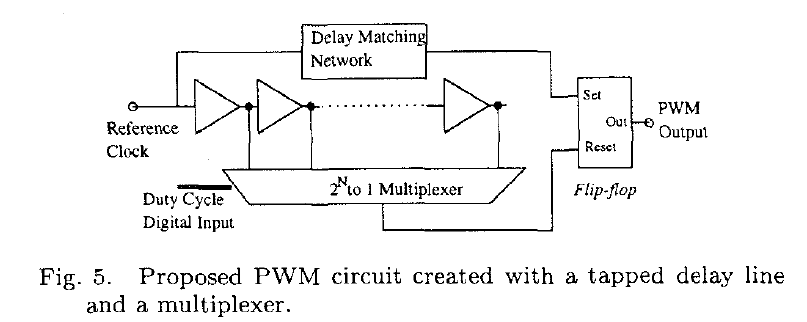 Delay Matching
Network
Set
PWM
Out
Output
Reference
Clock
Reset
2^N to 1 Multiplexer
Flip-flop
Duty Cycle
Digital Input
Fig. 5. Proposed PWM circuit created with a tapped delay line
and a multiplexer.